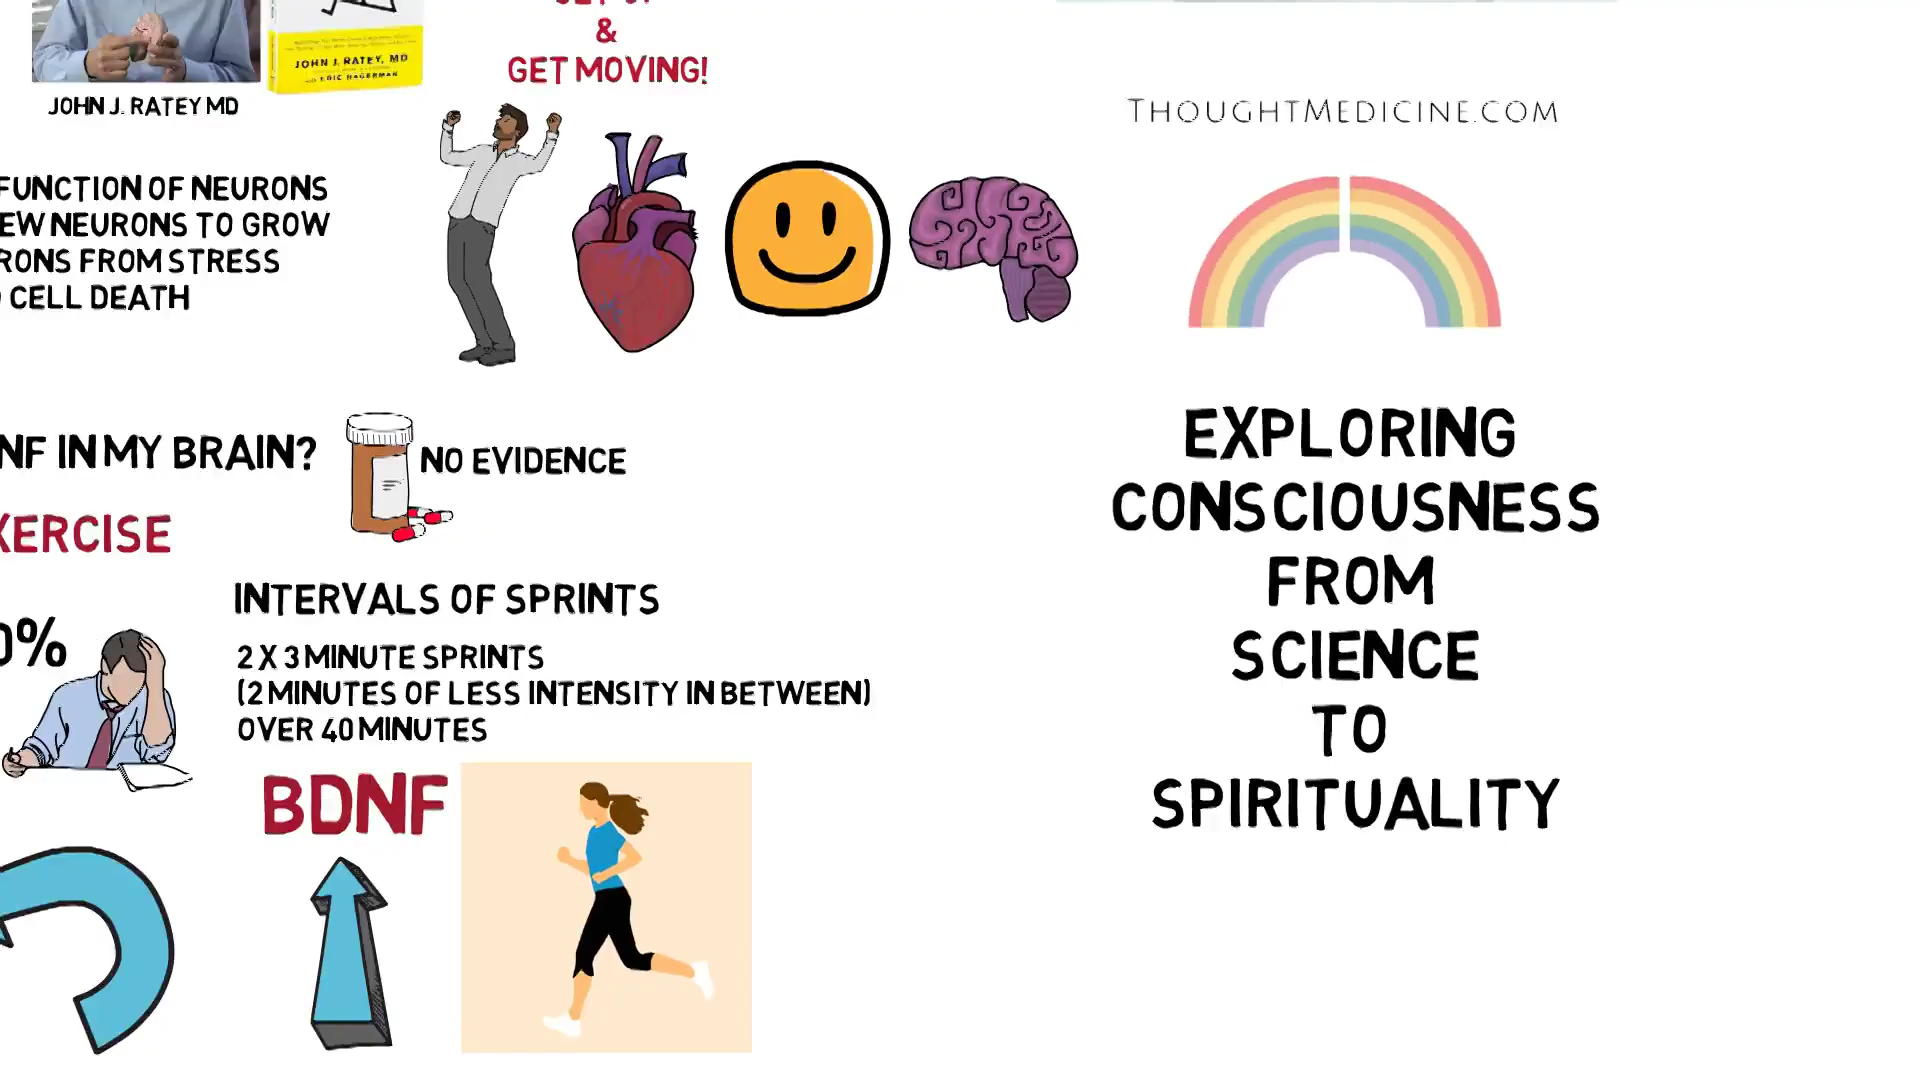 JOHN J. RATEY, MD
ERIC HAGERMAN
JOHN J. RATEY MD
&
GET MOVING!
FUNCTION OF NEURONS
EW NEURONS TO GROW
RONS FROM STRESS
CELL DEATH
NF IN MY BRAIN?
NO EVIDENCE
XERCISE
0%
INTERVALS OF SPRINTS
2 X 3 MINUTE SPRINTS
(2 MINUTES OF LESS INTENSITY IN BETWEEN)
OVER 40 MINUTES
BDNF
THOUGHTMEDICINE.COM
EXPLORING
CONSCIOUSNESS
FROM
SCIENCE
TO
SPIRITUALITY